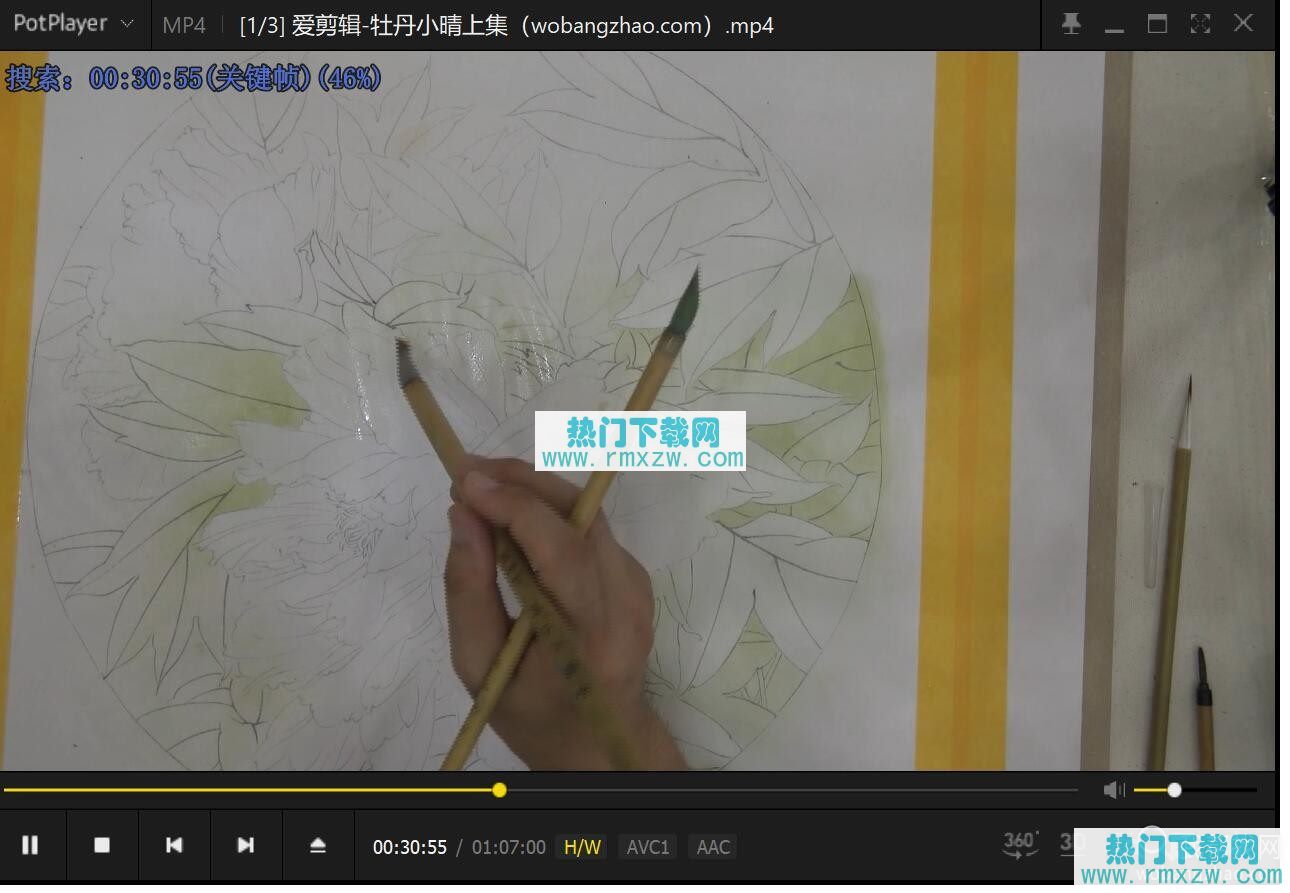 PotPlayer MP4 [1/3] 爱剪辑-牡丹小晴上集（wobangzhao.com）.mp4
搜索：00:30:55(关键帧)(46%)
热门下载网
www.rmxzw.com
00:30:55 / 01:07:00 H/W AVC1 AAC
360° 3D
热门下载网
www.rmxzw.com